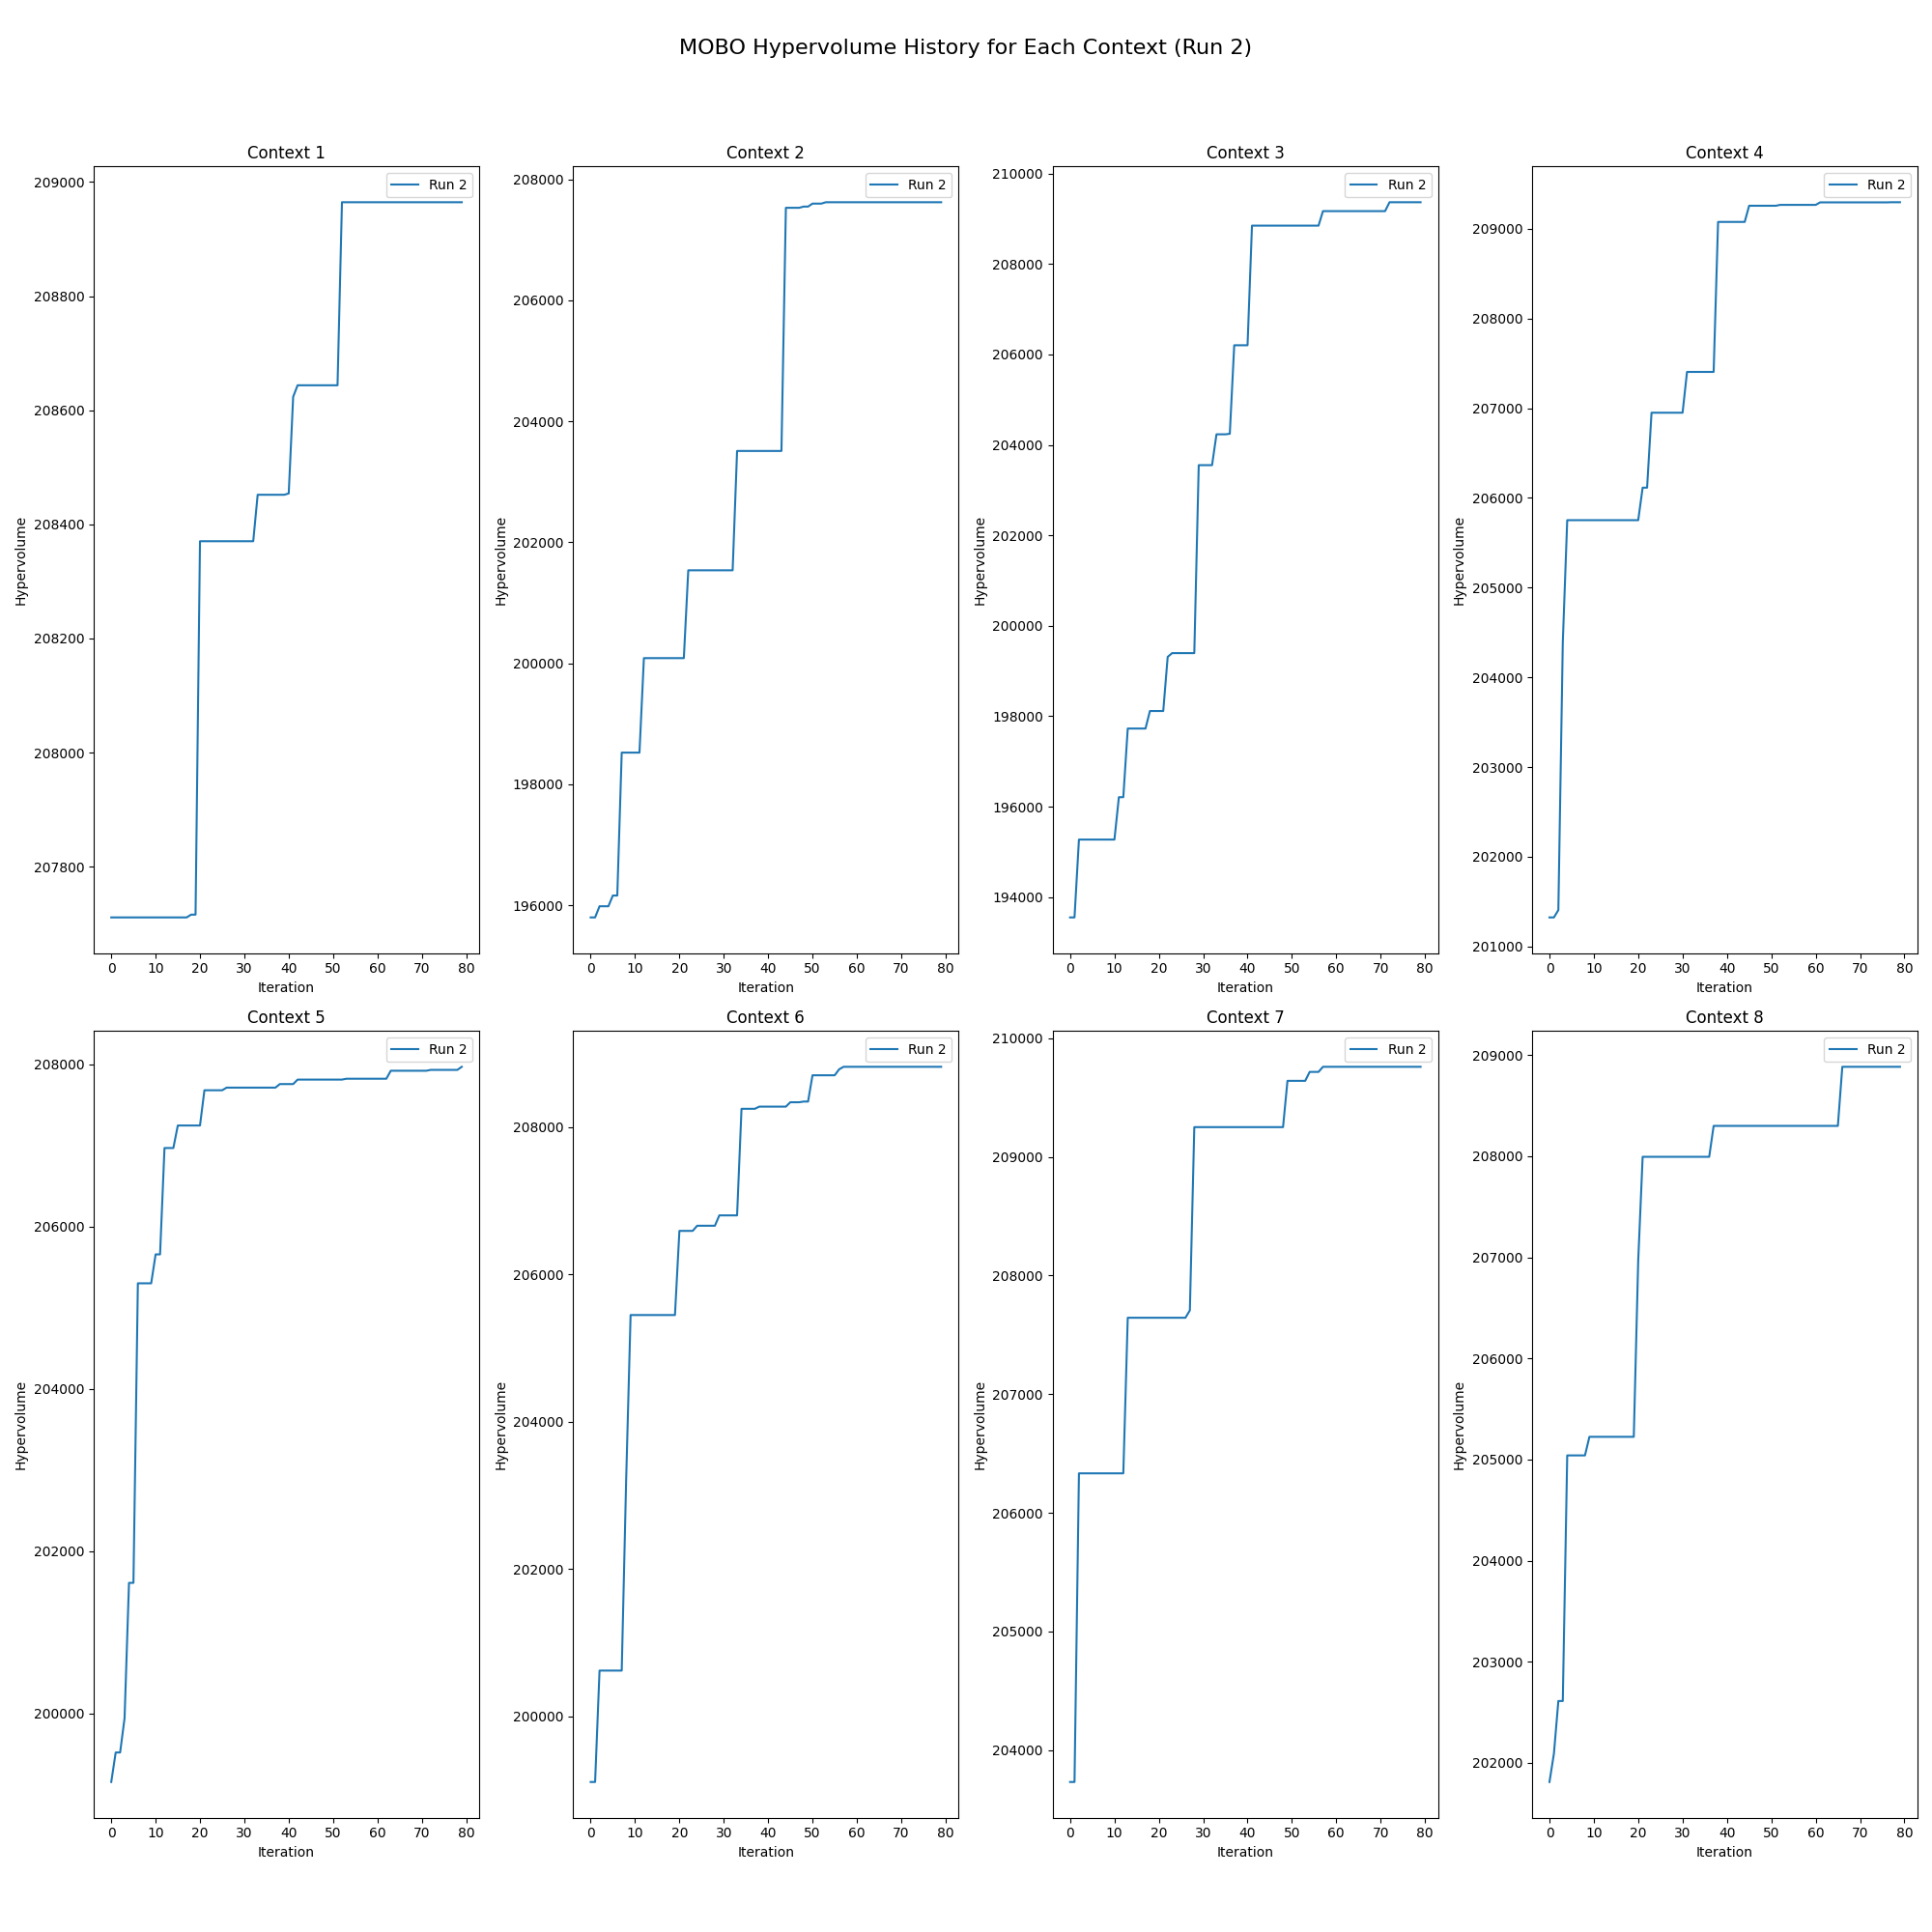 MOBO Hypervolume History for Each Context (Run 2)
Context 1
Run 2
209000
208800
208600
208400
208200
208000
207800
Hypervolume
0 10 20 30 40 50 60 70 80
Iteration
Context 2
Run 2
208000
206000
204000
202000
200000
198000
196000
Hypervolume
0 10 20 30 40 50 60 70 80
Iteration
Context 3
Run 2
210000
208000
206000
204000
202000
200000
198000
196000
194000
Hypervolume
0 10 20 30 40 50 60 70 80
Iteration
Context 4
Run 2
209000
208000
207000
206000
205000
204000
203000
202000
201000
Hypervolume
0 10 20 30 40 50 60 70 80
Iteration
Context 5
Run 2
208000
206000
204000
202000
200000
Hypervolume
0 10 20 30 40 50 60 70 80
Iteration
Context 6
Run 2
208000
206000
204000
202000
200000
Hypervolume
0 10 20 30 40 50 60 70 80
Iteration
Context 7
Run 2
210000
209000
208000
207000
206000
205000
204000
Hypervolume
0 10 20 30 40 50 60 70 80
Iteration
Context 8
Run 2
209000
208000
207000
206000
205000
204000
203000
202000
Hypervolume
0 10 20 30 40 50 60 70 80
Iteration